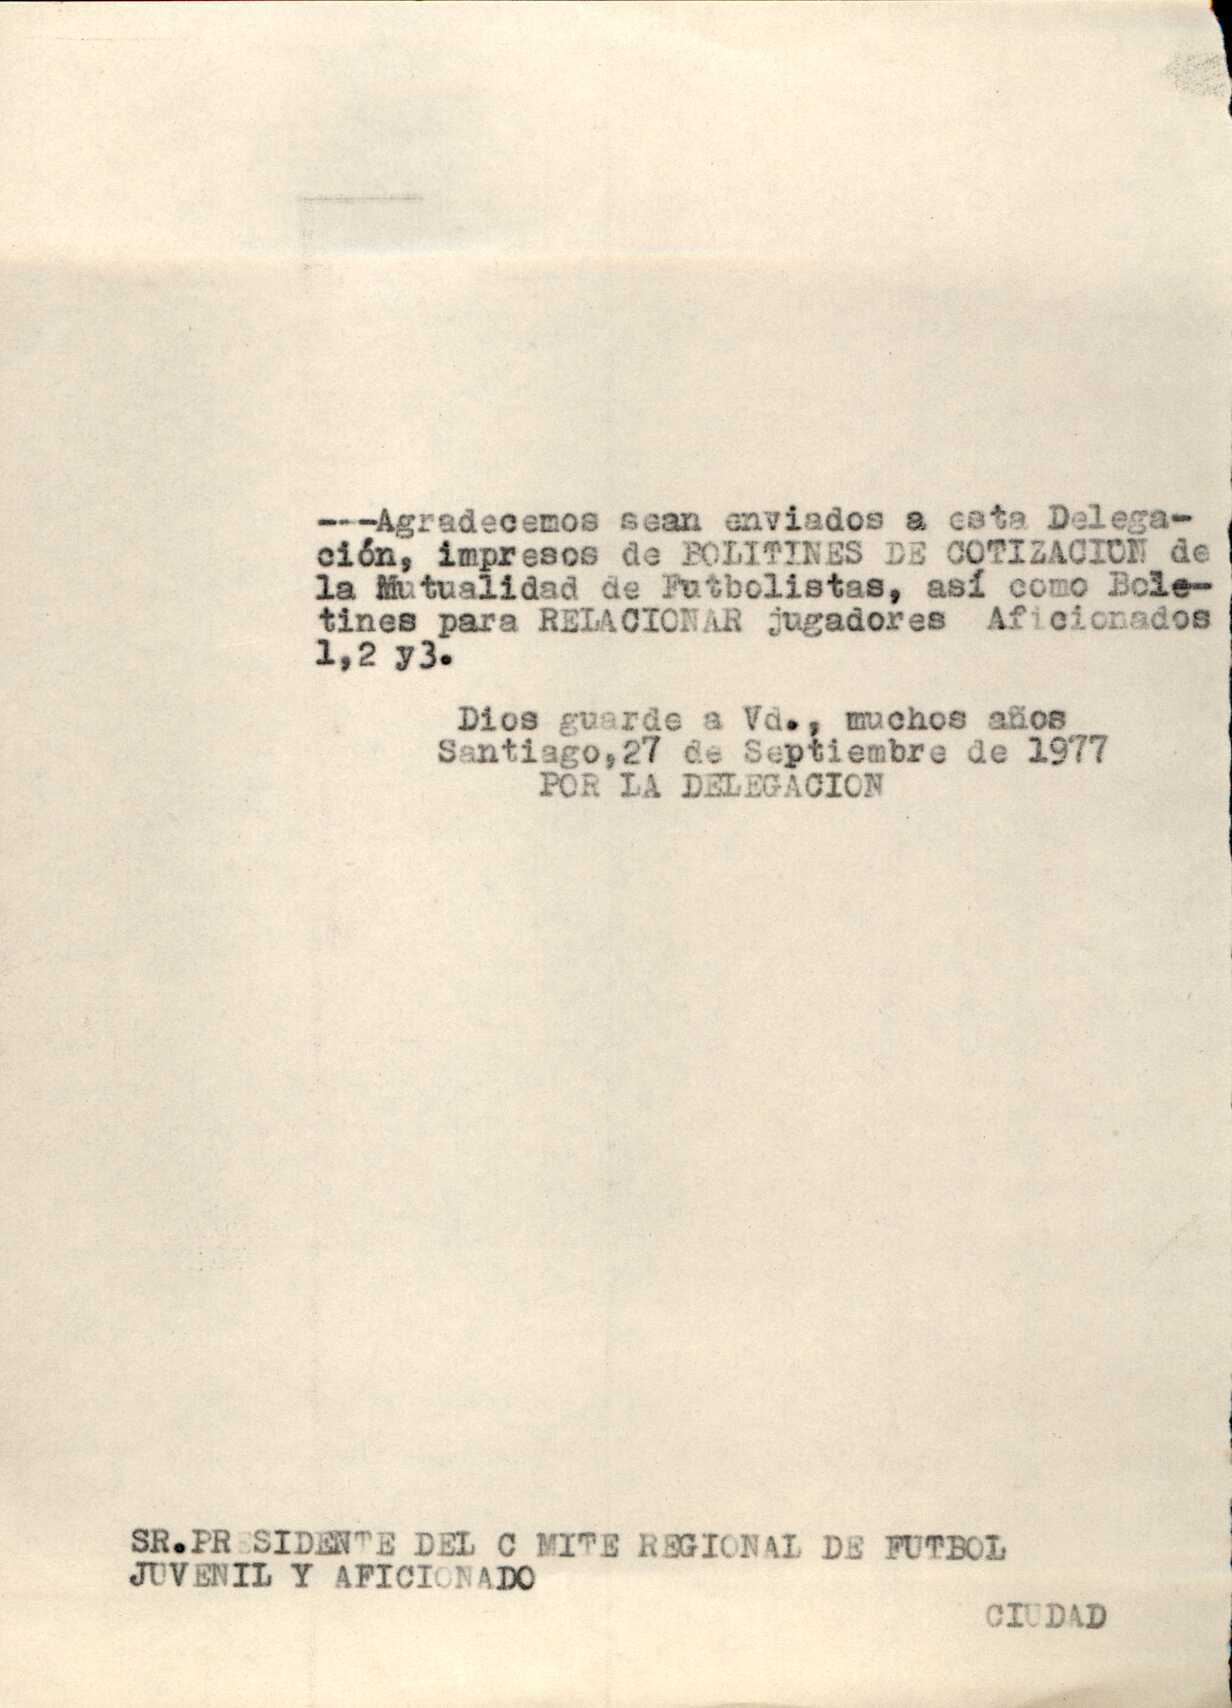 ---Agradecemos sean enviados a esta Delega-
ción, impresos de BOLITINES DE COTIZACION de
la Mutualidad de Futbolistas, así como Bole-
tines para RELACIONAR jugadores Aficionados
1,2 y3.
Dios guarde a Vd., muchos años
Santiago,27 de Septiembre de 1977
POR LA DELEGACION
SR.PRESIDENTE DEL C MITE REGIONAL DE FUTBOL
JUVENIL Y AFICIONADO
CIUDAD